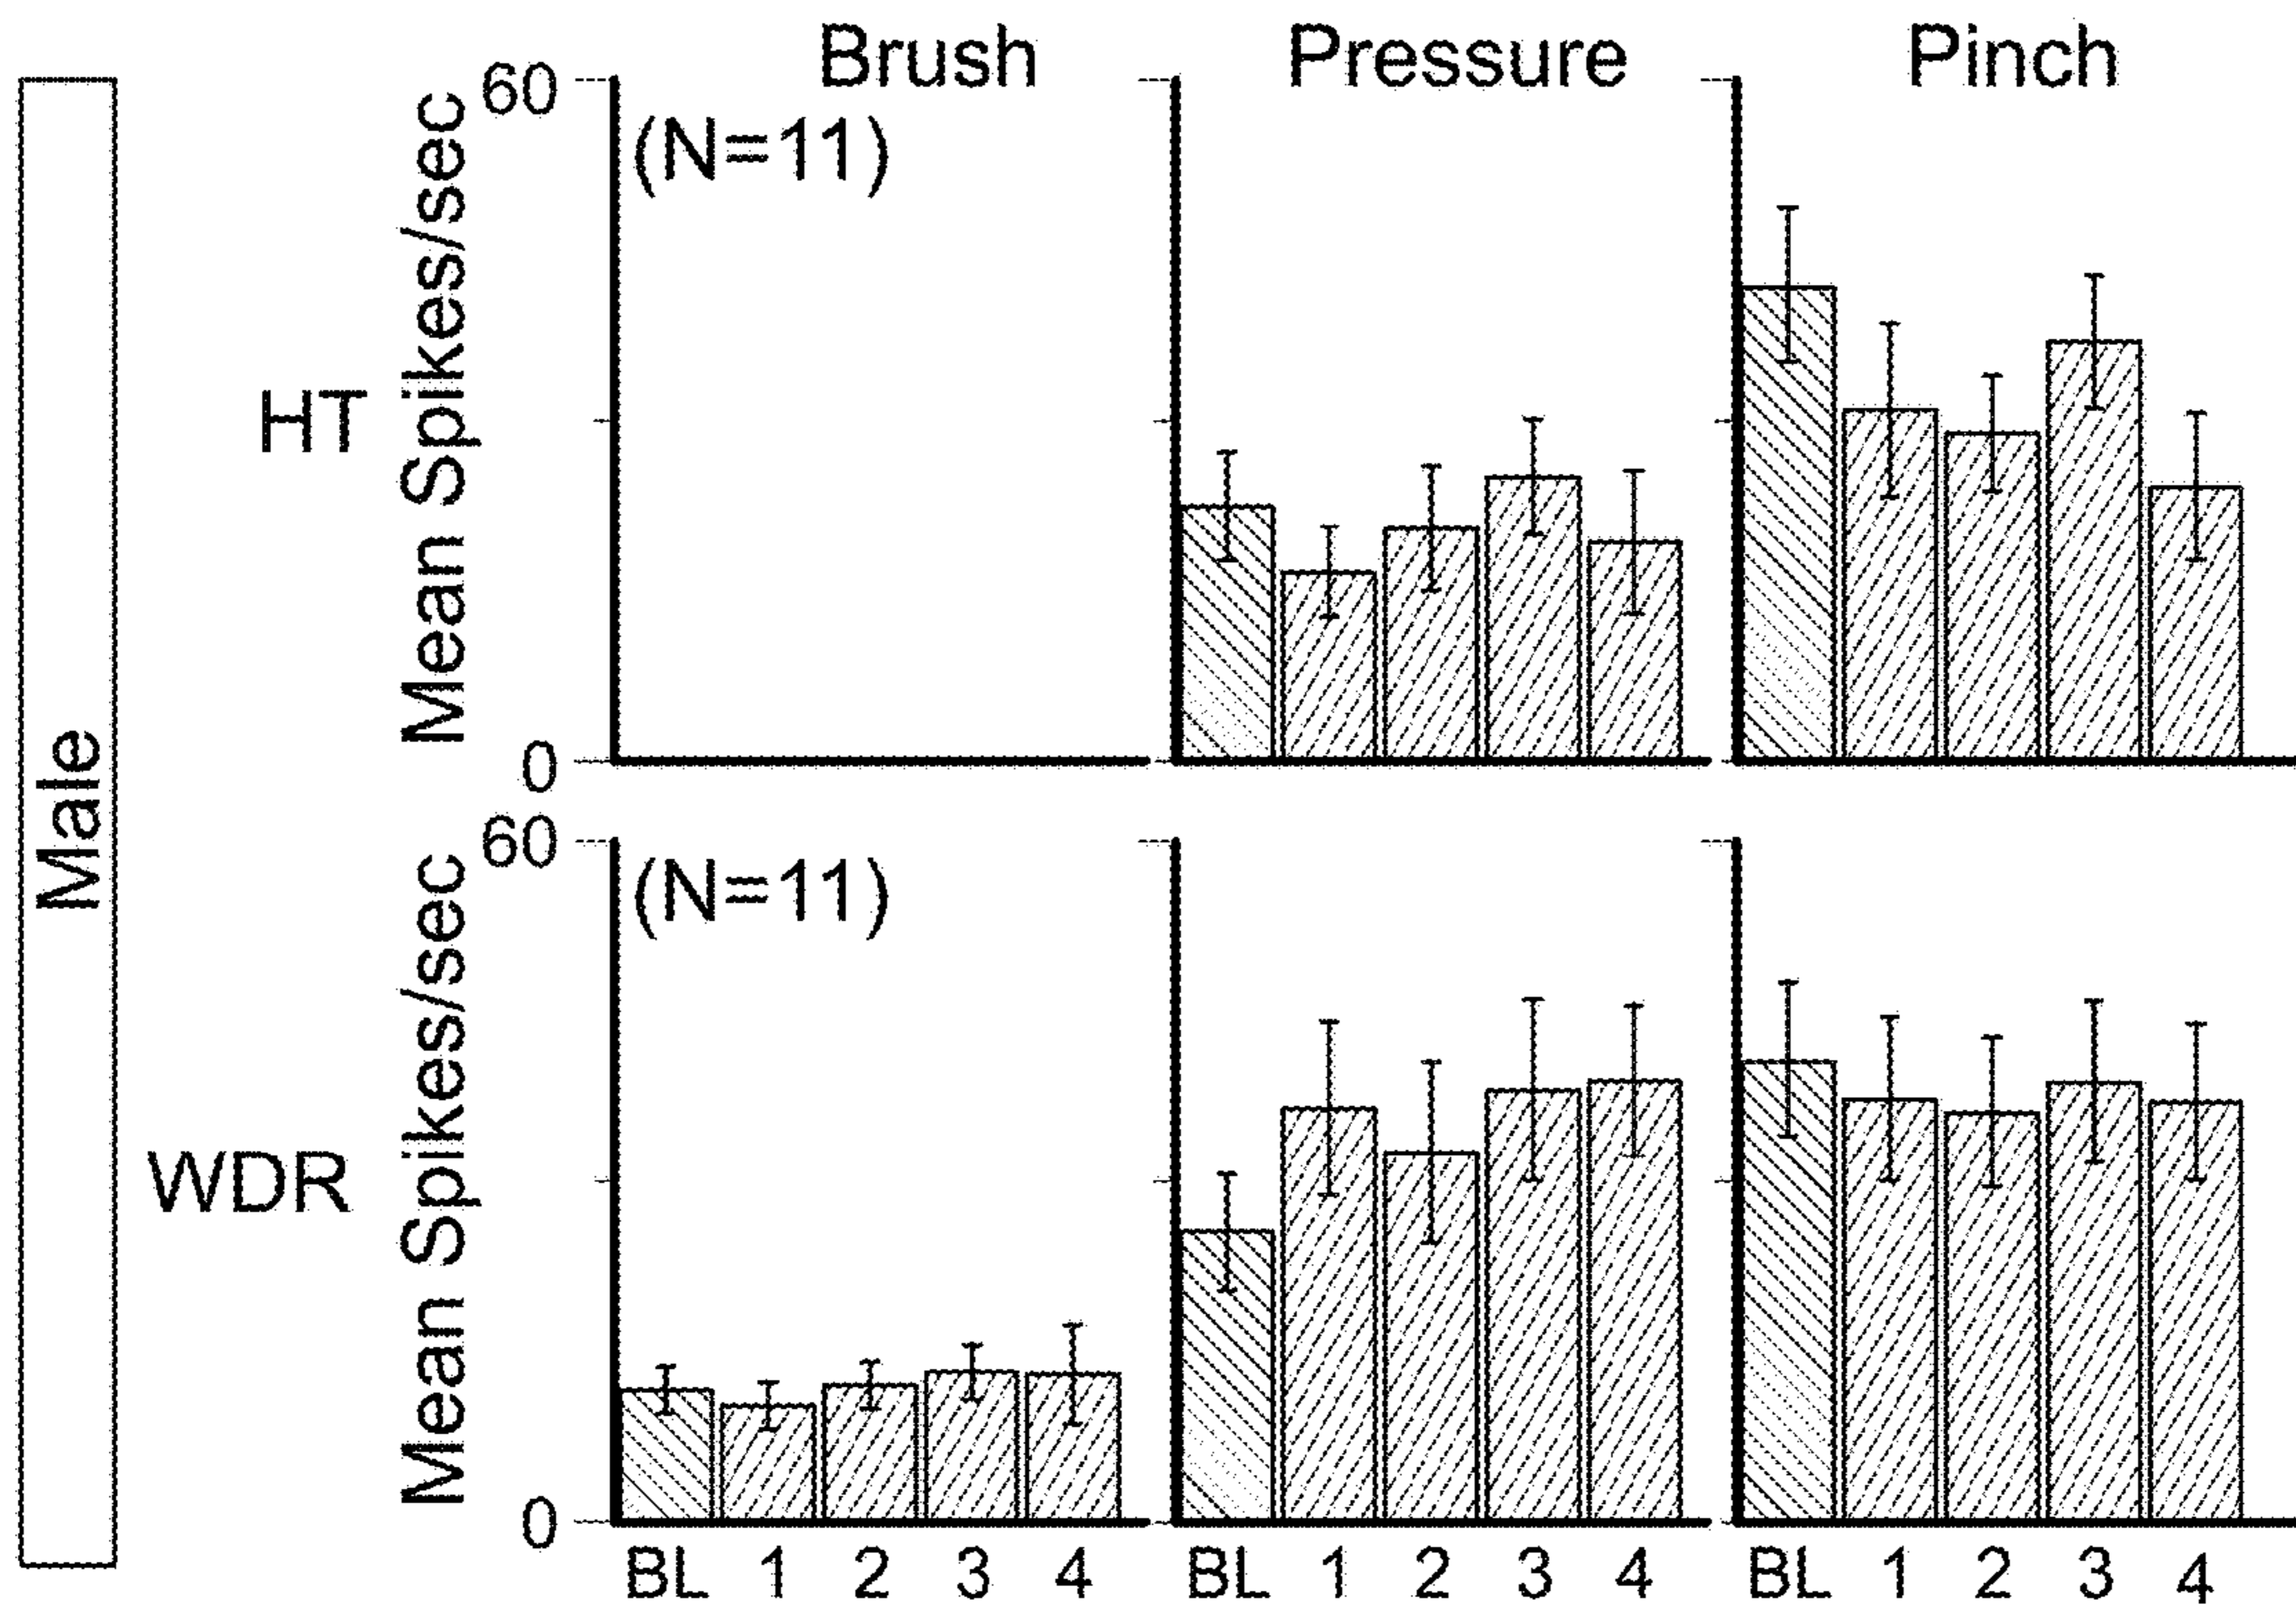 Brush Pressure Pinch
Male
HT
Mean Spikes/sec
60
(N=11)
0
WDR
Mean Spikes/sec
60
(N=11)
0
BL 1 2 3 4 BL 1 2 3 4 BL 1 2 3 4